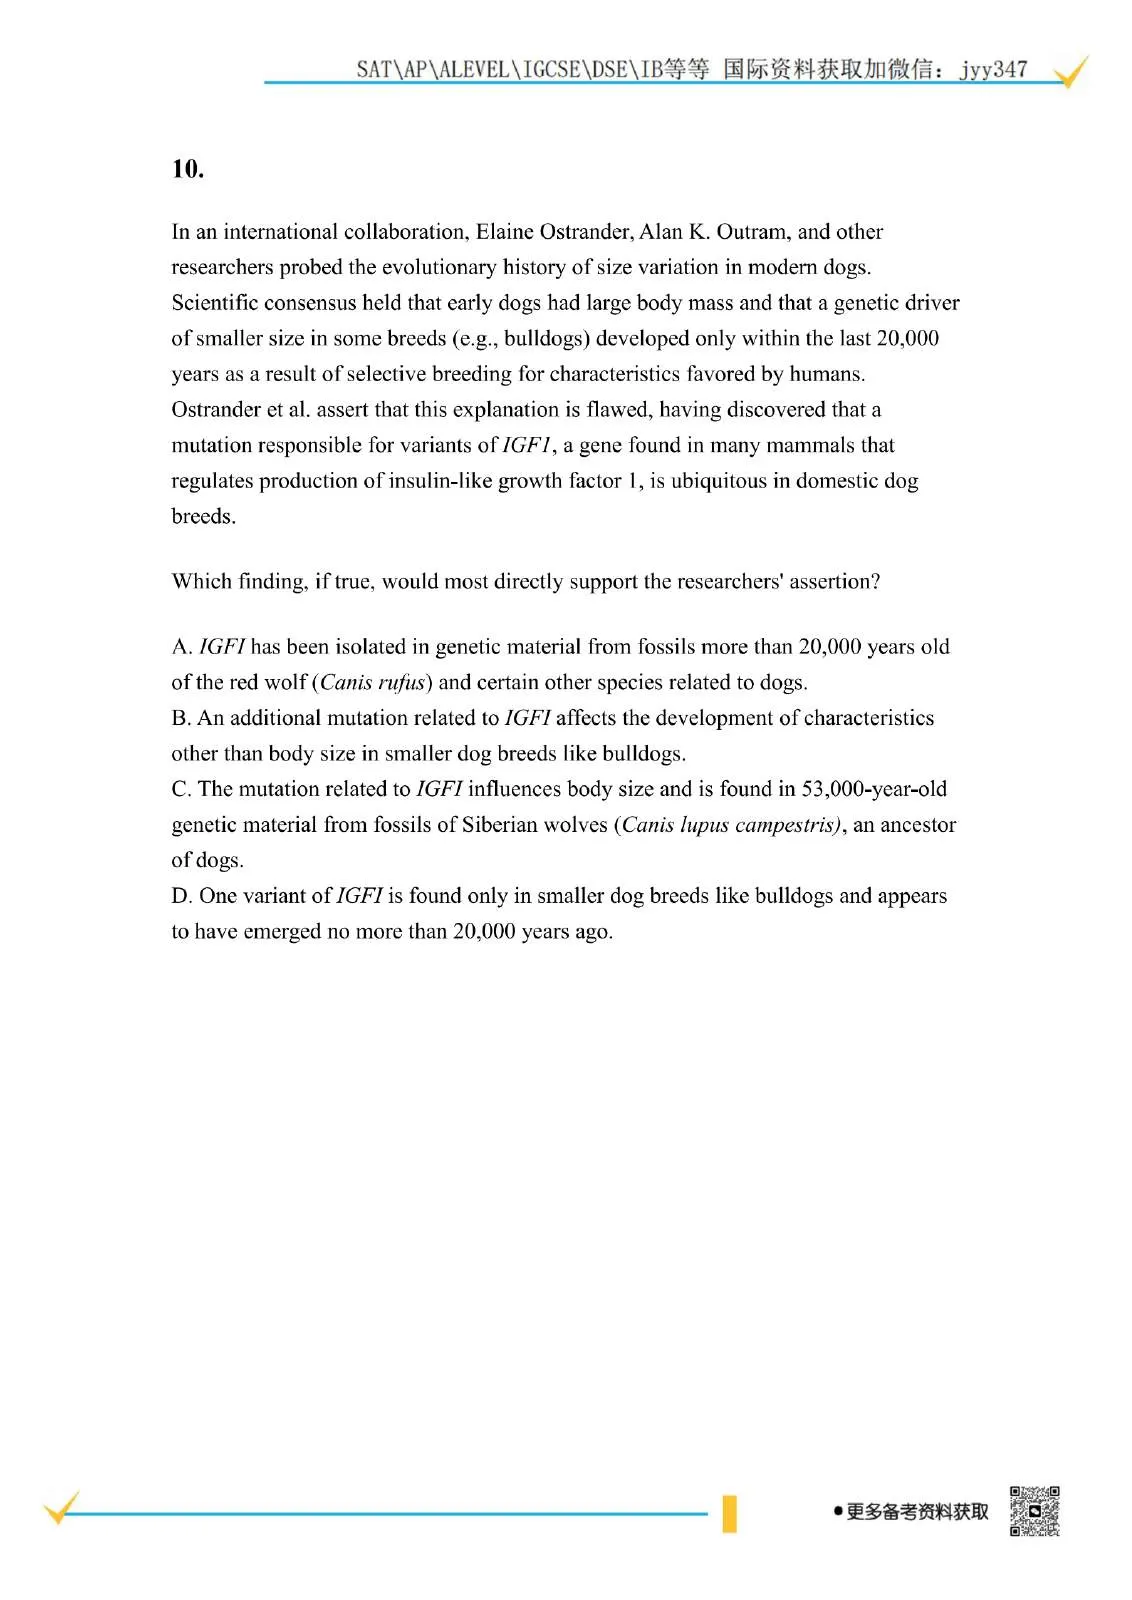 SAT\AP\ALEVEL\IGCSE\DSE\IB等等 国际资料获取加微信：jyy347
10.
In an international collaboration, Elaine Ostrander, Alan K. Outram, and other
researchers probed the evolutionary history of size variation in modern dogs.
Scientific consensus held that early dogs had large body mass and that a genetic driver
of smaller size in some breeds (e.g., bulldogs) developed only within the last 20,000
years as a result of selective breeding for characteristics favored by humans.
Ostrander et al. assert that this explanation is flawed, having discovered that a
mutation responsible for variants of IGF1, a gene found in many mammals that
regulates production of insulin-like growth factor 1, is ubiquitous in domestic dog
breeds.
Which finding, if true, would most directly support the researchers' assertion?
A. IGFI has been isolated in genetic material from fossils more than 20,000 years old
of the red wolf (Canis rufus) and certain other species related to dogs.
B. An additional mutation related to IGFI affects the development of characteristics
other than body size in smaller dog breeds like bulldogs.
C. The mutation related to IGFI influences body size and is found in 53,000-year-old
genetic material from fossils of Siberian wolves (Canis lupus campestris), an ancestor
of dogs.
D. One variant of IGFI is found only in smaller dog breeds like bulldogs and appears
to have emerged no more than 20,000 years ago.
•更多备考资料获取